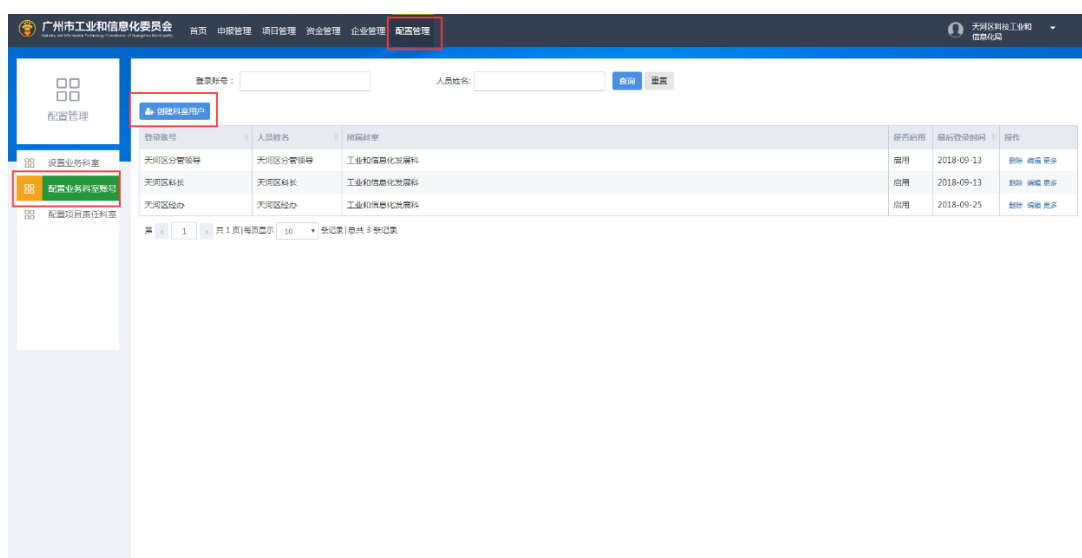 广州市工业和信息化委员会
首页 申报管理 项目管理 资金管理 企业管理 配置管理
天河区科技工业和
信息化局
配置管理
登录账号：
人员姓名:
查询 重置
创建科室用户
登录账号 人员姓名 所属科室 是否启用 最后登录时间 操作
设置业务科室
天河区分管领导 天河区分管领导 工业和信息化发展科 启用 2018-09-13 删除 编辑 更多
配置业务科室账号
天河区科长 天河区科长 工业和信息化发展科 启用 2018-09-13 删除 编辑 更多
天河区经办 天河区经办 工业和信息化发展科 启用 2018-09-25 删除 编辑 更多
配置项目责任科室
第 1 共 1 页|每页显示 10 条记录|总共 3 条记录